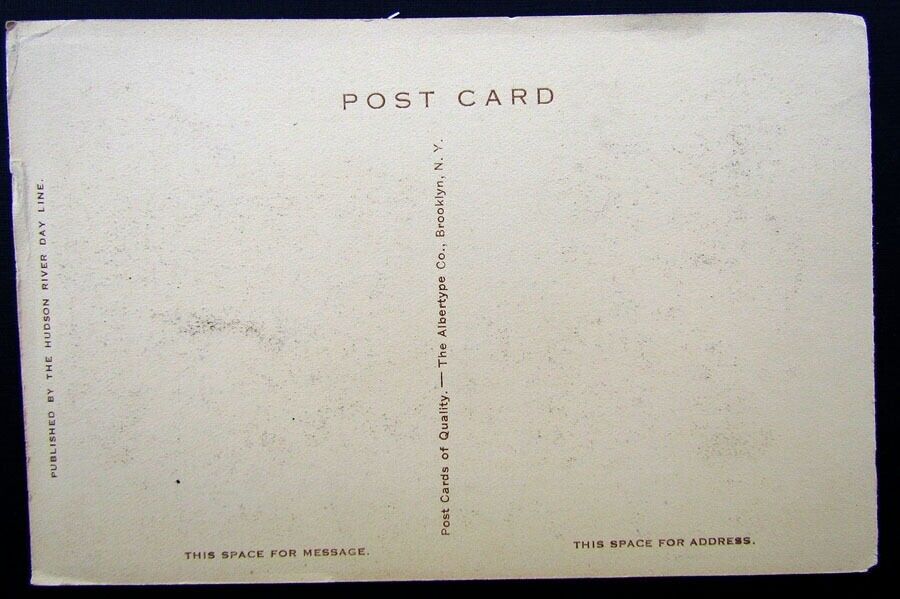 POST CARD
PUBLISHED BY THE HUDSON RIVER DAY LINE.
Post Cards of Quality. — The Albertype Co., Brooklyn, N. Y.
THIS SPACE FOR MESSAGE.
THIS SPACE FOR ADDRESS.